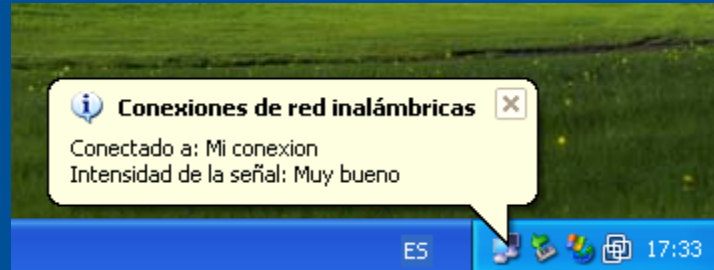 Conexiones de red inalámbricas
Conectado a: Mi conexion
Intensidad de la señal: Muy bueno
ES 17:33